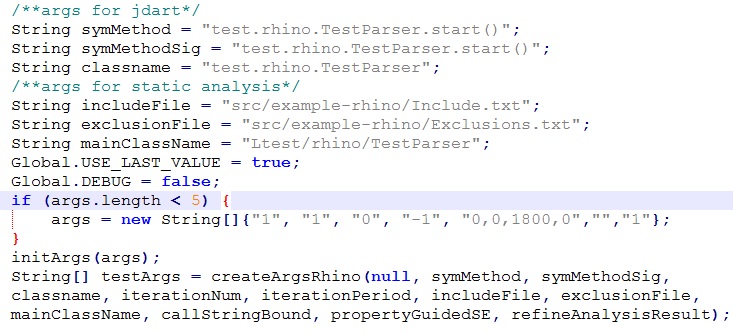 /**args for jdart*/
String symMethod = "test.rhino.TestParser.start()";
String symMethodSig = "test.rhino.TestParser.start()";
String classname = "test.rhino.TestParser";
/**args for static analysis*/
String includeFile = "src/example-rhino/Include.txt";
String exclusionFile = "src/example-rhino/Exclusions.txt";
String mainClassName = "Ltest/rhino/TestParser";
Global.USE_LAST_VALUE = true;
Global.DEBUG = false;
if (args.length < 5) {
    args = new String[]{"1", "1", "0", "-1", "0,0,1800,0","","1"};
}
initArgs(args);
String[] testArgs = createArgsRhino(null, symMethod, symMethodSig,
classname, iterationNum, iterationPeriod, includeFile, exclusionFile,
mainClassName, callStringBound, propertyGuidedSE, refineAnalysisResult);